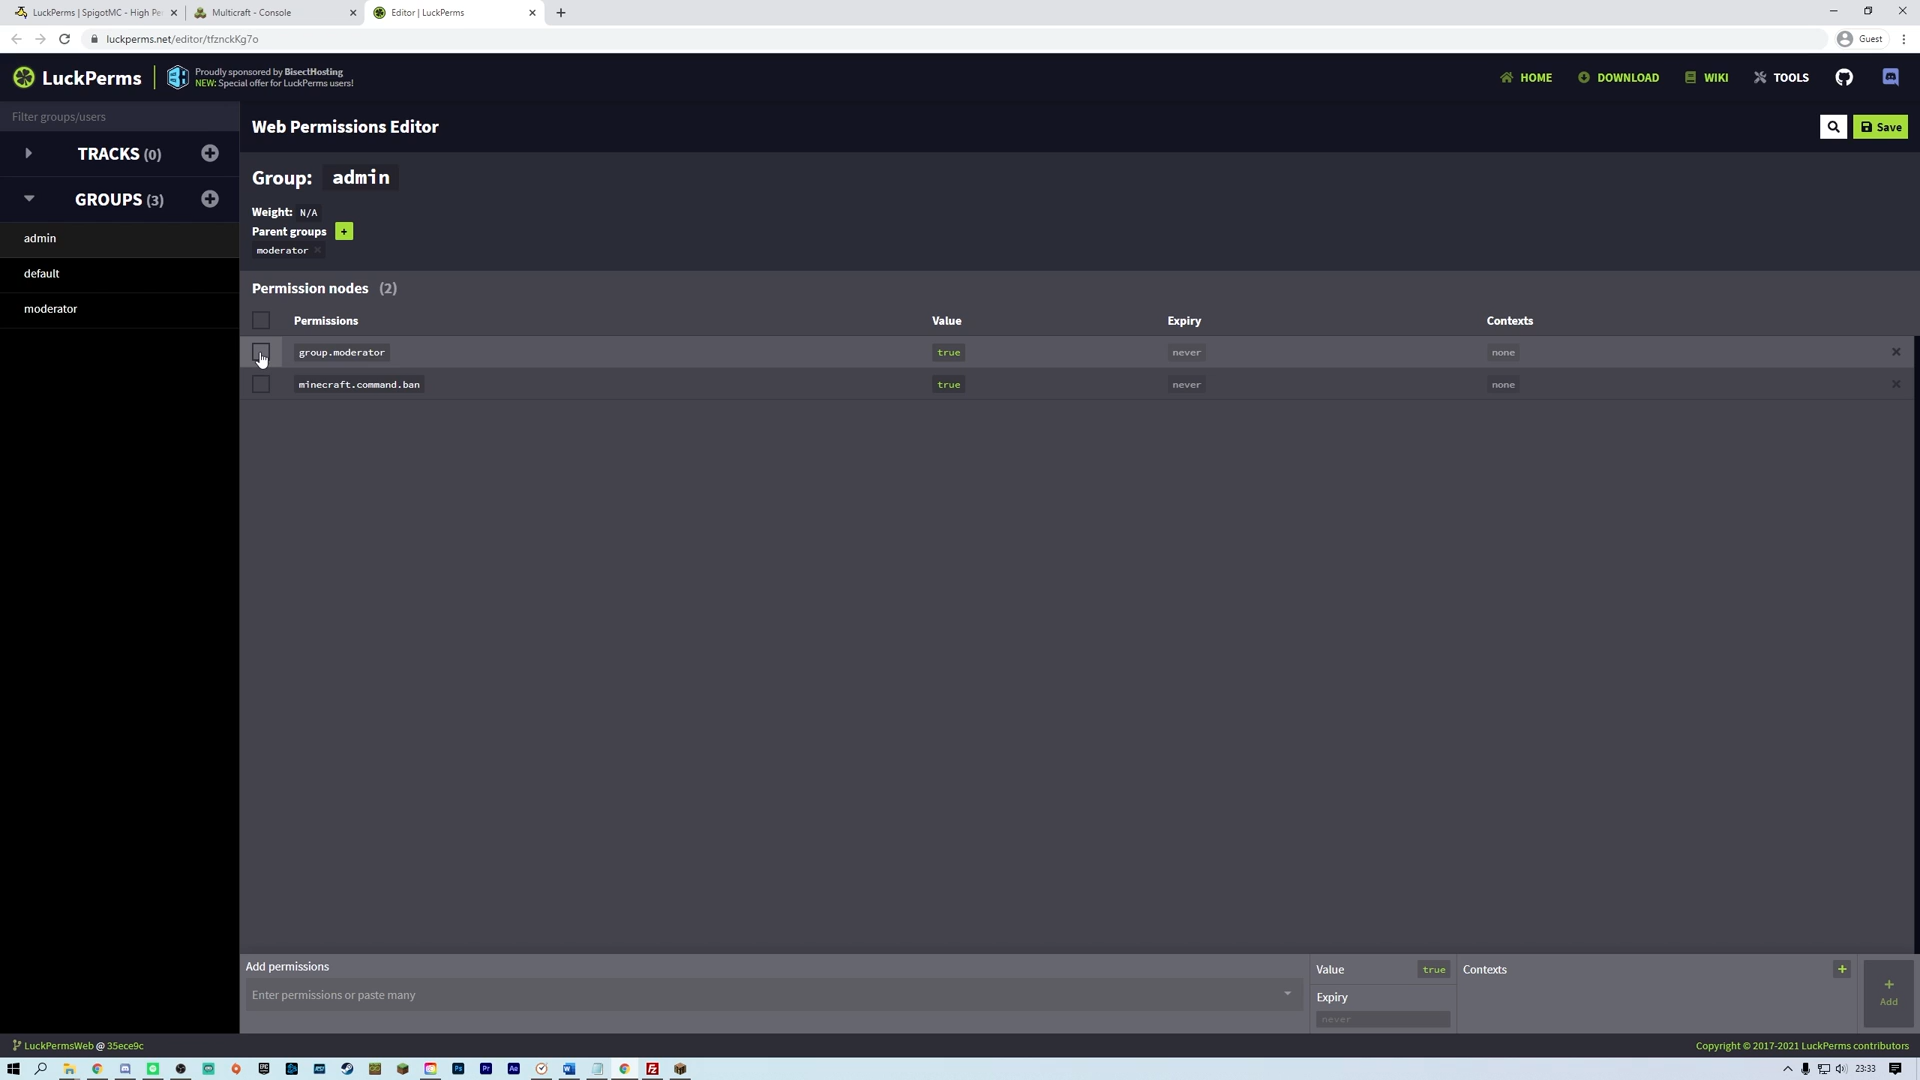 LuckPerms | SpigotMC - High Pe
Multicraft - Console
Editor | LuckPerms
luckperms.net/editor/tfznckKg7o
Guest
LuckPerms
Proudly sponsored by BisectHosting
NEW: Special offer for LuckPerms users!
HOME
DOWNLOAD
WIKI
TOOLS
Filter groups/users
TRACKS (0)
GROUPS (3)
admin
default
moderator
Web Permissions Editor
Save
Group: admin
Weight: N/A
Parent groups +
moderator ×
Permission nodes (2)
Permissions Value Expiry Contexts
group.moderator true never none
minecraft.command.ban true never none
Add permissions
Enter permissions or paste many
Value true
Expiry
never
Contexts
Add
LuckPermsWeb @ 35ece9c
Copyright © 2017-2021 LuckPerms contributors
23:33